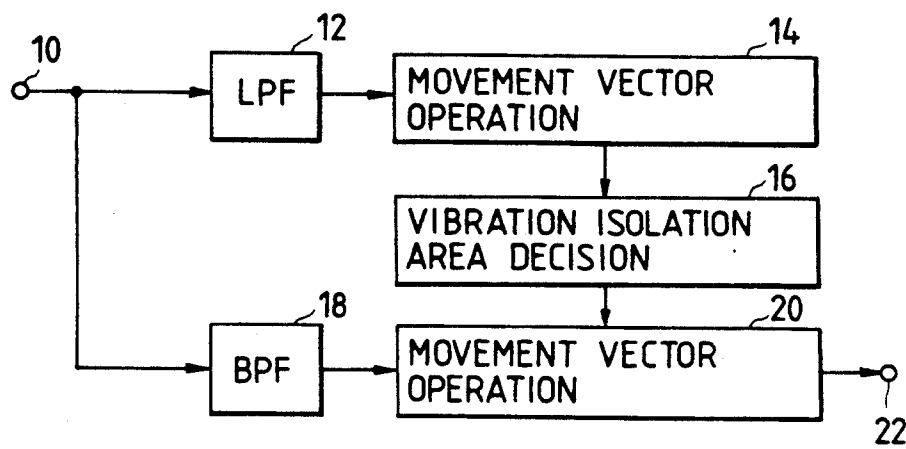 10
12
LPF
14
MOVEMENT VECTOR
OPERATION
16
VIBRATION ISOLATION
AREA DECISION
18
BPF
20
MOVEMENT VECTOR
OPERATION
22